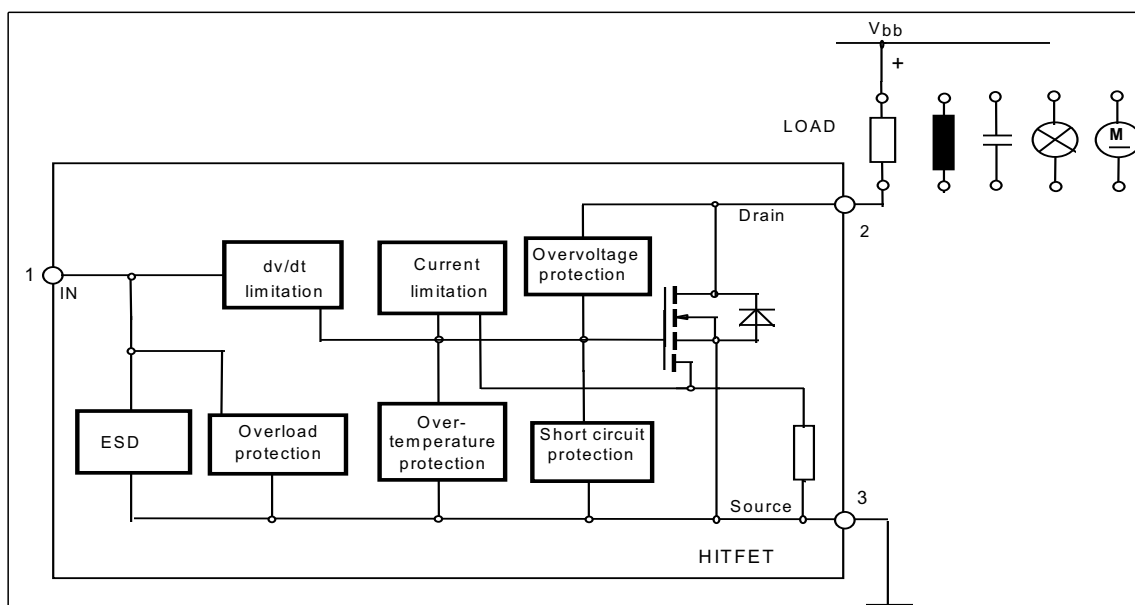 Vbb
+
LOAD
M
Drain
2
1
IN
dv/dt
limitation
Current
limitation
Overvoltage
protection
ESD
Overload
protection
Over-
temperature
protection
Short circuit
protection
Source
3
HITFET